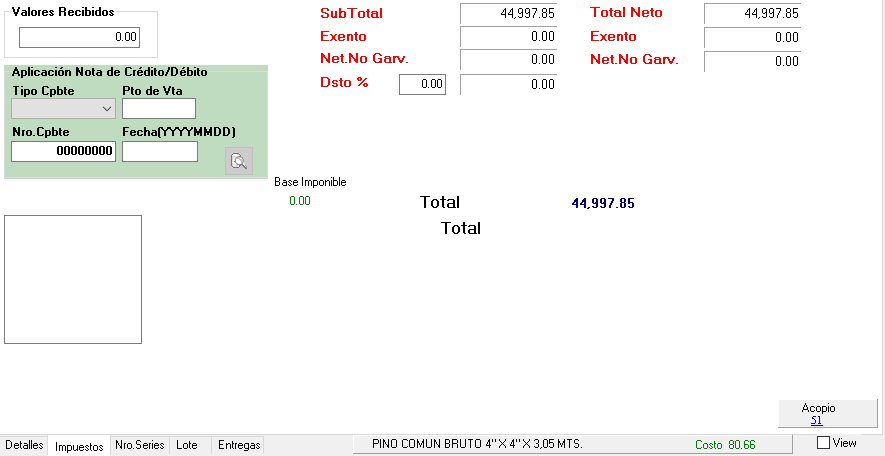 Valores Recibidos
0.00
SubTotal 44,997.85 Total Neto 44,997.85
Exento 0.00 Exento 0.00
Net.No Garv. 0.00 Net.No Garv. 0.00
Dsto % 0.00 0.00
Aplicación Nota de Crédito/Débito
Tipo Cpbte Pto de Vta
Nro.Cpbte Fecha(YYYYMMDD)
00000000
Base Imponible
0.00
Total 44,997.85
Total
Acopio
51
Detalles Impuestos Nro.Series Lote Entregas PINO COMUN BRUTO 4'' X 4'' X 3,05 MTS. Costo 80.66 View